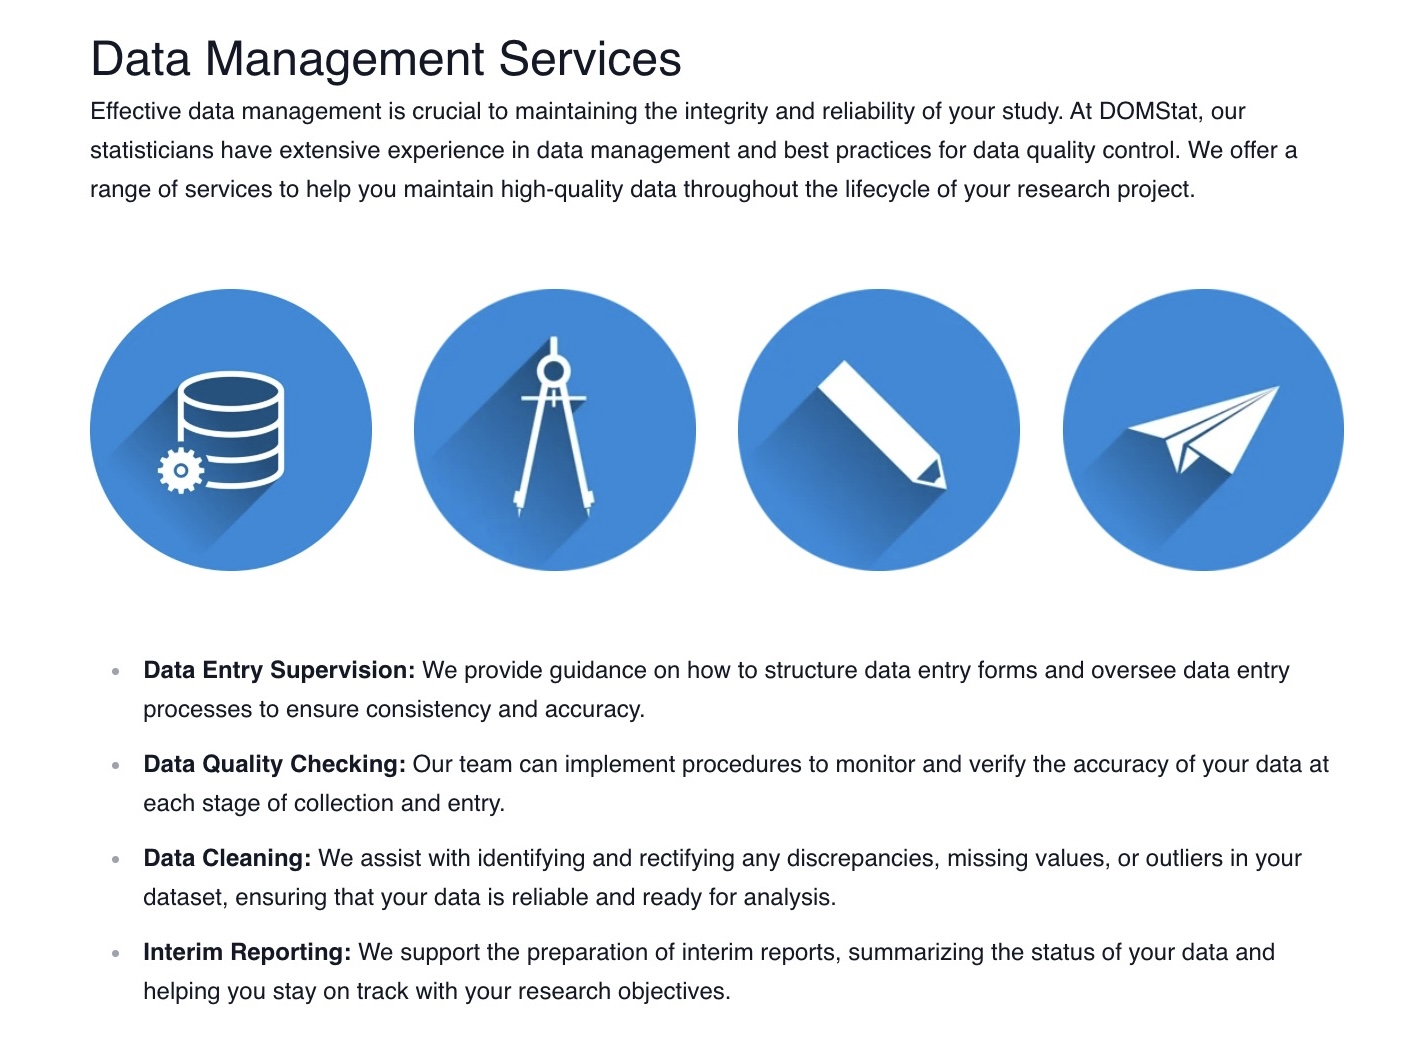 Data Management Services
Effective data management is crucial to maintaining the integrity and reliability of your study. At DOMStat, our
statisticians have extensive experience in data management and best practices for data quality control. We offer a
range of services to help you maintain high-quality data throughout the lifecycle of your research project.
Data Entry Supervision: We provide guidance on how to structure data entry forms and oversee data entry
processes to ensure consistency and accuracy.
Data Quality Checking: Our team can implement procedures to monitor and verify the accuracy of your data at
each stage of collection and entry.
Data Cleaning: We assist with identifying and rectifying any discrepancies, missing values, or outliers in your
dataset, ensuring that your data is reliable and ready for analysis.
Interim Reporting: We support the preparation of interim reports, summarizing the status of your data and
helping you stay on track with your research objectives.